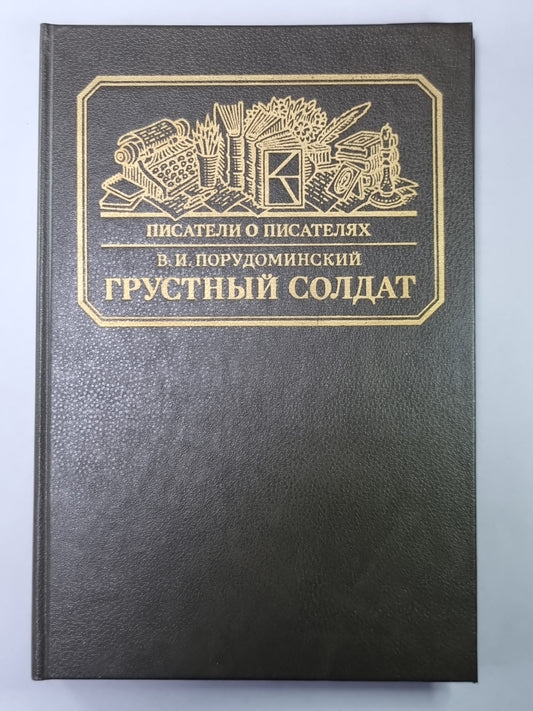 ПИСАТЕЛИ О ПИСАТЕЛЯХ
В. И. ПОРУДОМИНСКИЙ
ГРУСТНЫЙ СОЛДАТ